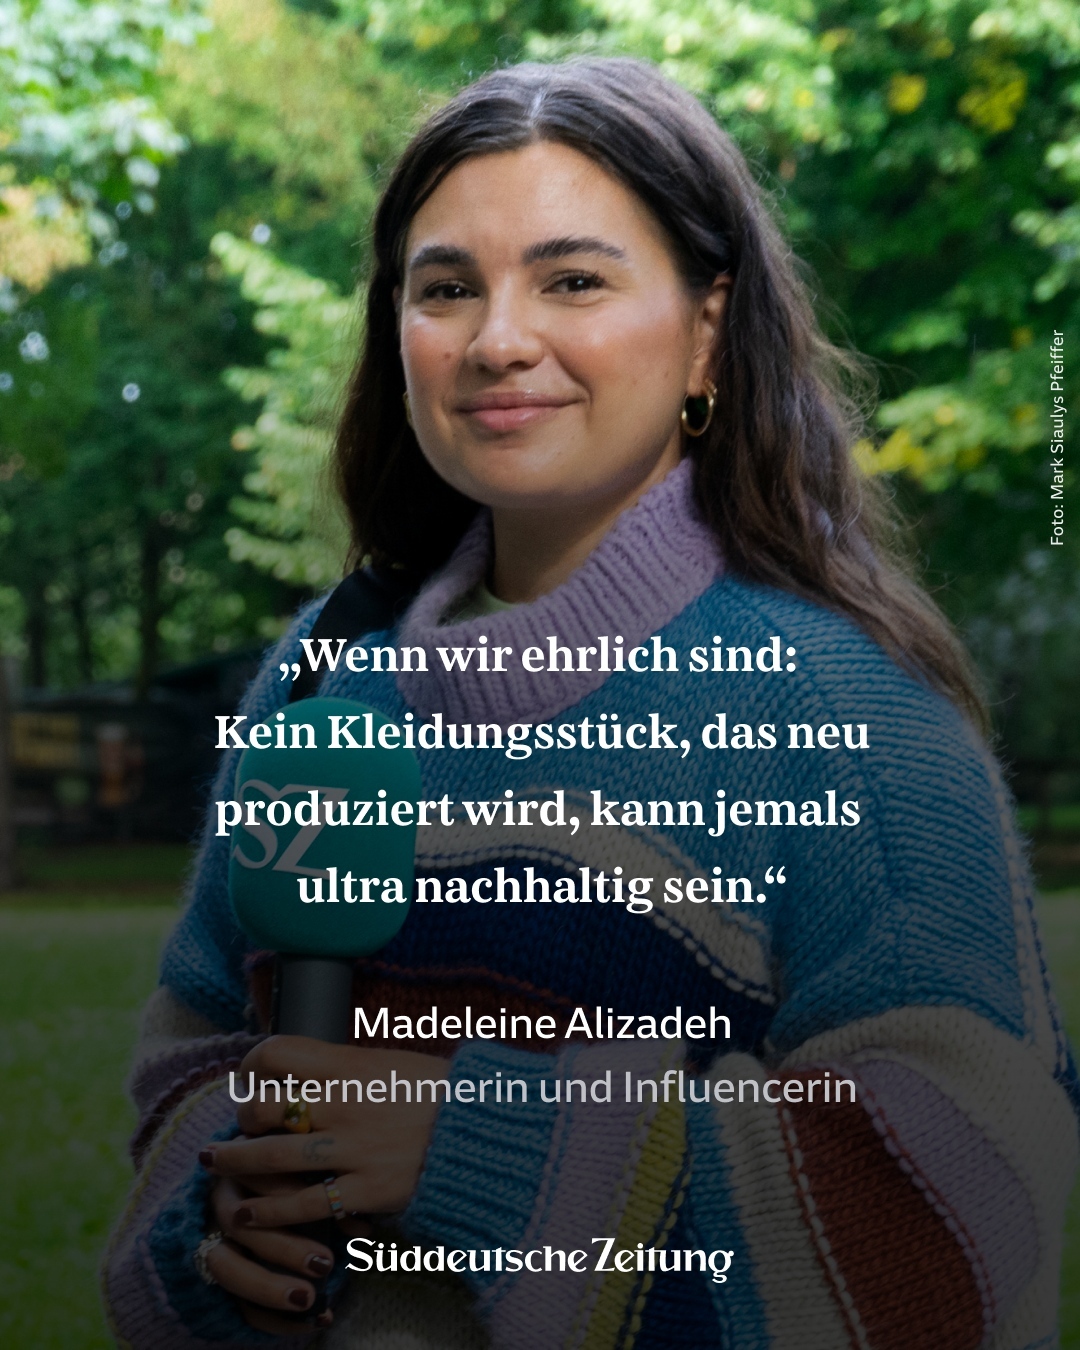 „Wenn wir ehrlich sind:
Kein Kleidungsstück, das neu
produziert wird, kann jemals
ultra nachhaltig sein.“
Madeleine Alizadeh
Unternehmerin und Influencerin
Süddeutsche Zeitung
Foto: Mark Siaulys Pfeiffer
SZ